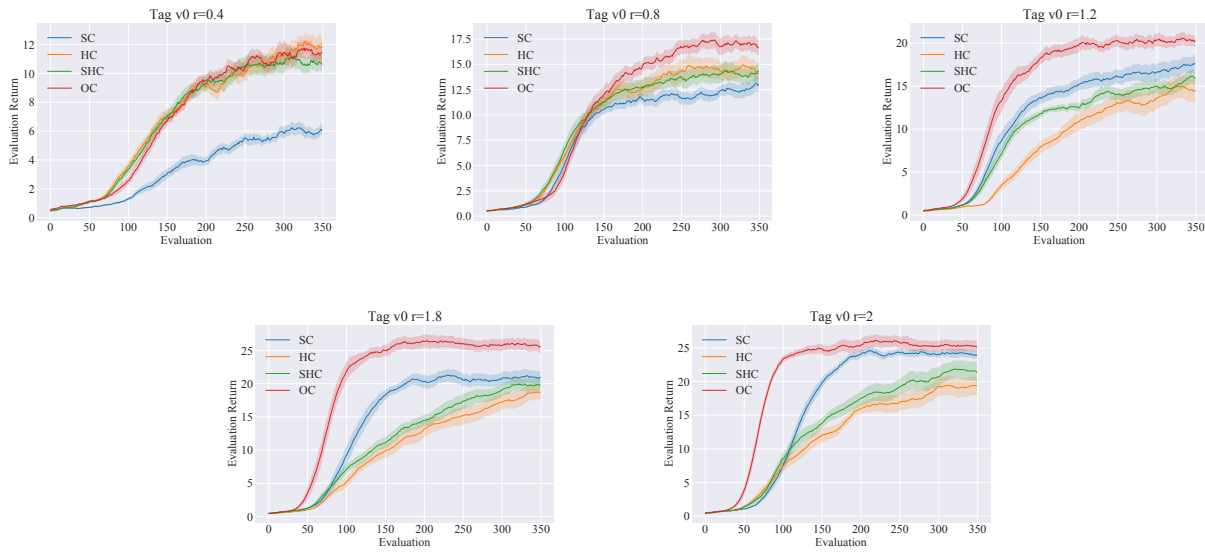 Tag v0 r=0.4
Evaluation Return
12
10
8
6
4
2
0
SC
HC
SHC
OC
0 50 100 150 200 250 300 350
Evaluation
Tag v0 r=0.8
Evaluation Return
17.5
15.0
12.5
10.0
7.5
5.0
2.5
0.0
SC
HC
SHC
OC
0 50 100 150 200 250 300 350
Evaluation
Tag v0 r=1.2
Evaluation Return
20
15
10
5
0
SC
HC
SHC
OC
0 50 100 150 200 250 300 350
Evaluation
Tag v0 r=1.8
Evaluation Return
25
20
15
10
5
0
SC
HC
SHC
OC
0 50 100 150 200 250 300 350
Evaluation
Tag v0 r=2
Evaluation Return
25
20
15
10
5
0
SC
HC
SHC
OC
0 50 100 150 200 250 300 350
Evaluation